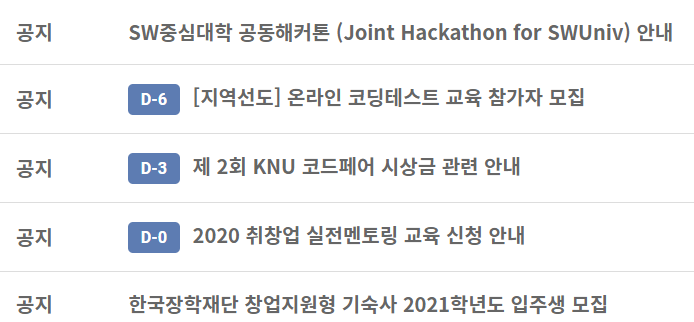 공지 SW중심대학 공동해커톤 (Joint Hackathon for SWUniv) 안내
공지 D-6 [지역선도] 온라인 코딩테스트 교육 참가자 모집
공지 D-3 제 2회 KNU 코드페어 시상금 관련 안내
공지 D-0 2020 취창업 실전멘토링 교육 신청 안내
공지 한국장학재단 창업지원형 기숙사 2021학년도 입주생 모집